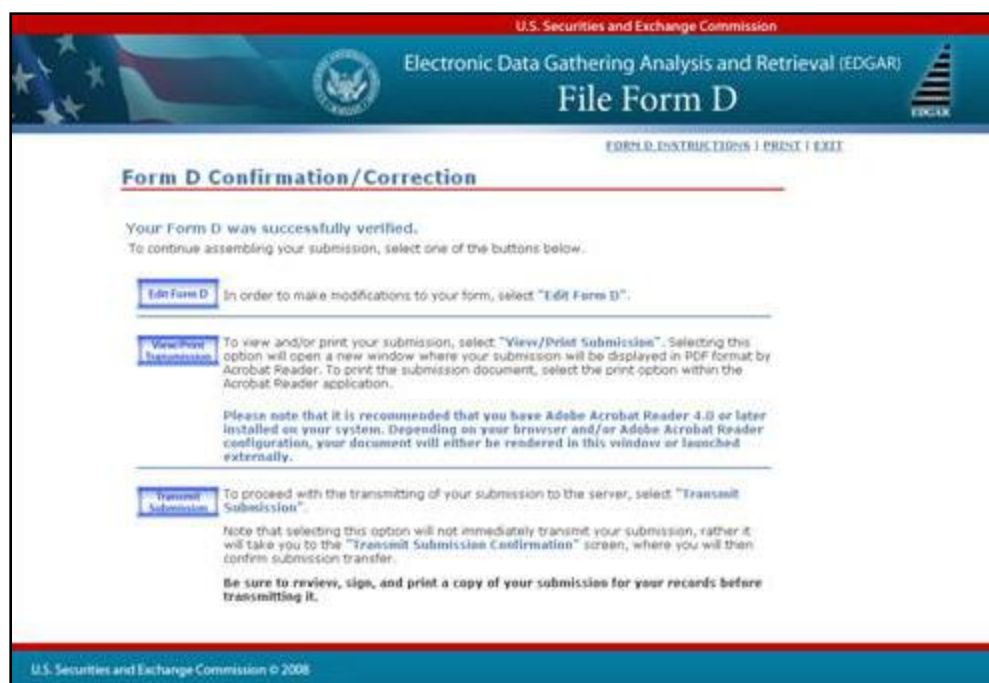 U.S. Securities and Exchange Commission
Electronic Data Gathering Analysis and Retrieval (EDGAR)
File Form D
EDGAR
FORM D INSTRUCTIONS | PRINT | EXIT
Form D Confirmation/Correction
Your Form D was successfully verified.
To continue assembling your submission, select one of the buttons below.
Edit Form D
In order to make modifications to your form, select "Edit Form D".
View/Print
Transmission
To view and/or print your submission, select "View/Print Submission". Selecting this
option will open a new window where your submission will be displayed in PDF format by
Acrobat Reader. To print the submission document, select the print option within the
Acrobat Reader application.
Please note that it is recommended that you have Adobe Acrobat Reader 4.0 or later
installed on your system. Depending on your browser and/or Adobe Acrobat Reader
configuration, your document will either be rendered in this window or launched
externally.
Transmit
Submission
To proceed with the transmitting of your submission to the server, select "Transmit
Submission".
Note that selecting this option will not immediately transmit your submission, rather it
will take you to the "Transmit Submission Confirmation" screen, where you will then
confirm submission transfer.
Be sure to review, sign, and print a copy of your submission for your records before
transmitting it.
U.S. Securities and Exchange Commission © 2008